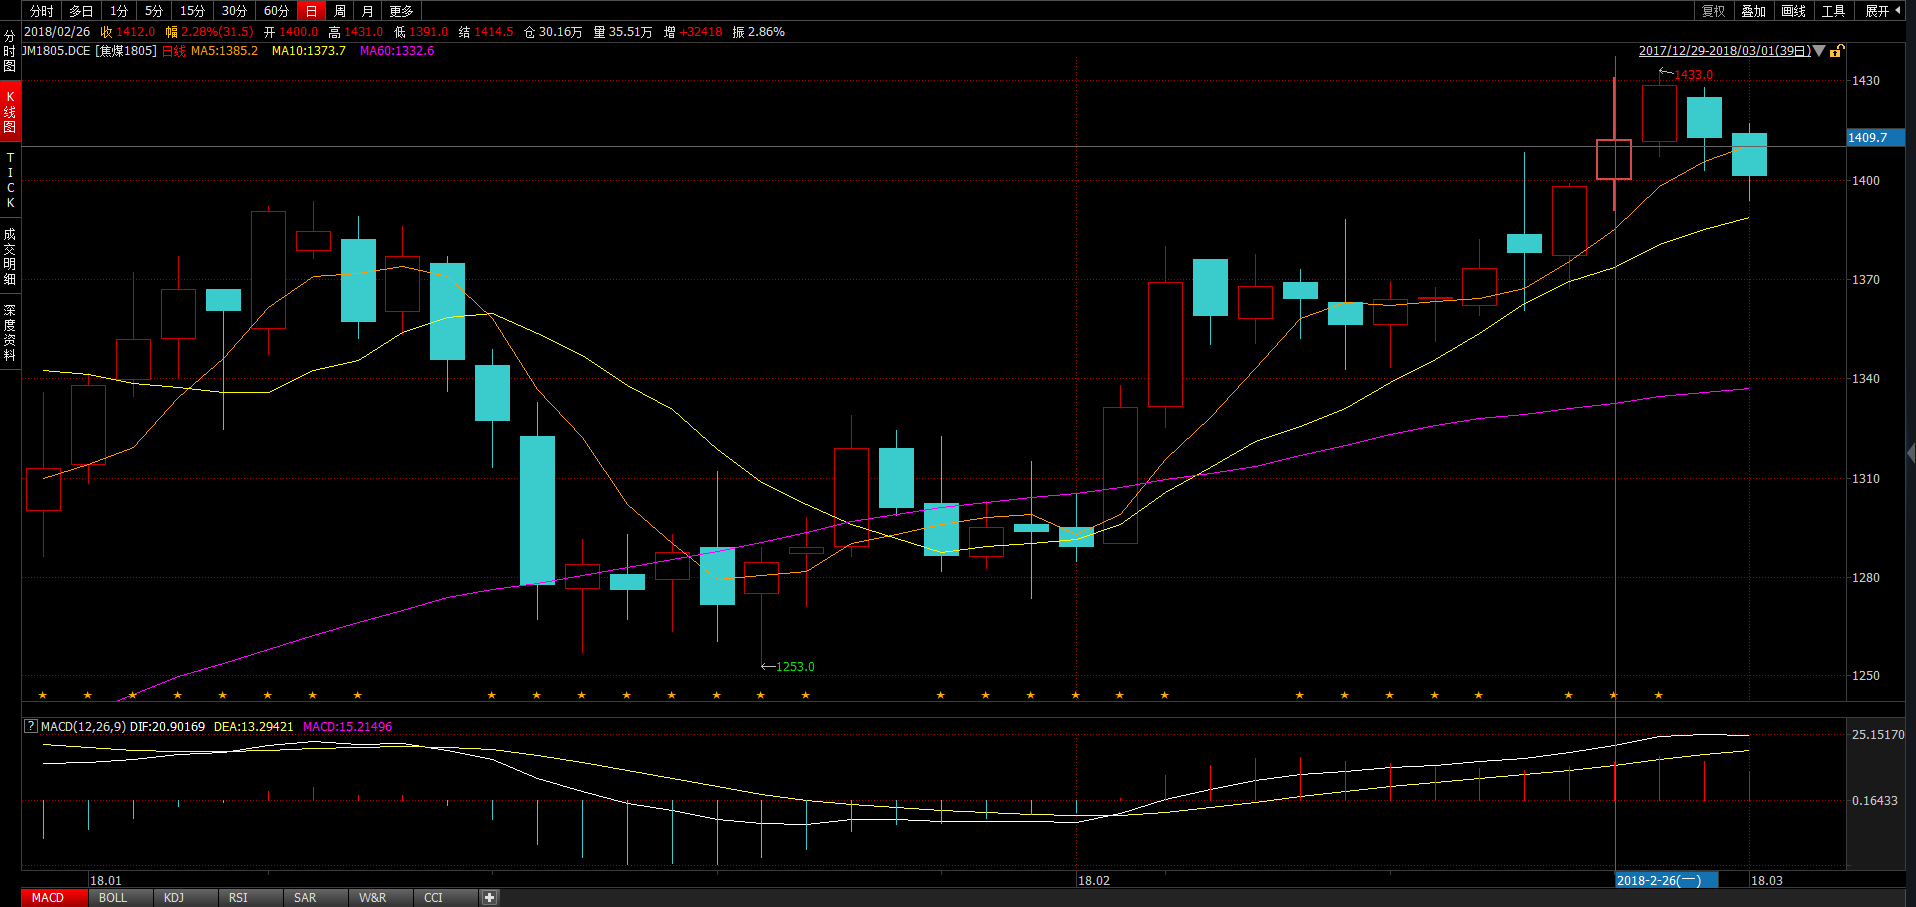 分时 多日 1分 5分 15分 30分 60分 日 周 月 更多 复权 叠加 画线 工具 展开
2018/02/26 收 1412.0 幅 2.28%(31.5) 开 1400.0 高 1431.0 低 1391.0 结 1414.5 仓 30.16万 量 35.51万 增 +32418 振 2.86%
JM1805.DCE [焦煤1805] 日线 MA5:1385.2 MA10:1373.7 MA60:1332.6 2017/12/29-2018/03/01(39日)
分时图
K线图
TICK
成交明细
深度资料
1433.0
1430
1409.7
1400
1370
1340
1310
1280
1253.0
1250
? MACD(12,26,9) DIF:20.90169 DEA:13.29421 MACD:15.21496
25.15170
0.16433
18.01 18.02 2018-2-26(一) 18.03
MACD BOLL KDJ RSI SAR W&R CCI